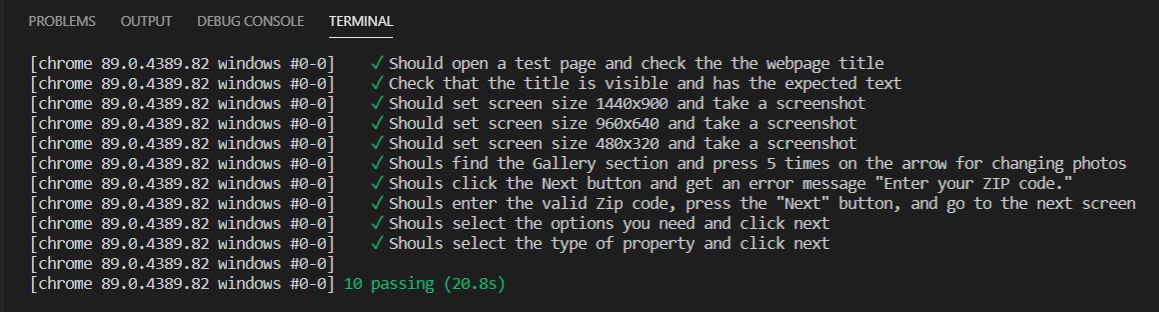 PROBLEMS OUTPUT DEBUG CONSOLE TERMINAL
[chrome 89.0.4389.82 windows #0-0] ✓ Should open a test page and check the the webpage title
[chrome 89.0.4389.82 windows #0-0] ✓ Check that the title is visible and has the expected text
[chrome 89.0.4389.82 windows #0-0] ✓ Should set screen size 1440x900 and take a screenshot
[chrome 89.0.4389.82 windows #0-0] ✓ Should set screen size 960x640 and take a screenshot
[chrome 89.0.4389.82 windows #0-0] ✓ Should set screen size 480x320 and take a screenshot
[chrome 89.0.4389.82 windows #0-0] ✓ Shouls find the Gallery section and press 5 times on the arrow for changing photos
[chrome 89.0.4389.82 windows #0-0] ✓ Shouls click the Next button and get an error message "Enter your ZIP code."
[chrome 89.0.4389.82 windows #0-0] ✓ Shouls enter the valid Zip code, press the "Next" button, and go to the next screen
[chrome 89.0.4389.82 windows #0-0] ✓ Shouls select the options you need and click next
[chrome 89.0.4389.82 windows #0-0] ✓ Shouls select the type of property and click next
[chrome 89.0.4389.82 windows #0-0]
[chrome 89.0.4389.82 windows #0-0] 10 passing (20.8s)